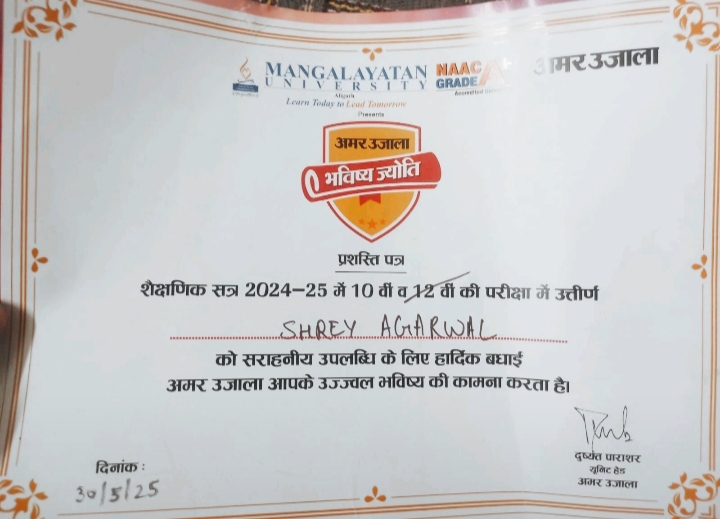 MANGALAYATAN
UNIVERSITY
Aligarh
Learn Today to Lead Tomorrow
NAAC
GRADE A+
Accredited
अमर उजाला
Presents
अमर उजाला
भविष्य ज्योति
प्रशस्ति पत्र
शैक्षणिक सत्र 2024-25 में 10 वीं व 12 वीं की परीक्षा में उत्तीर्ण
SHREY AGARWAL
को सराहनीय उपलब्धि के लिए हार्दिक बधाई
अमर उजाला आपके उज्ज्वल भविष्य की कामना करता है।
दुष्यंत पाराशर
यूनिट हेड
अमर उजाला
दिनांक :
30/5/25